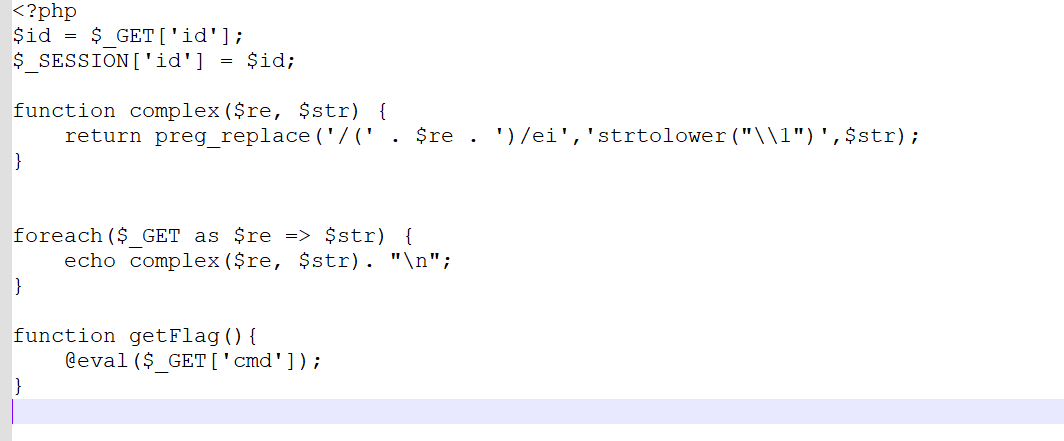 <?php
$id = $_GET['id'];
$_SESSION['id'] = $id;
function complex($re, $str) {
    return preg_replace('/(' . $re . ')/ei','strtolower("\\1")',$str);
}
foreach($_GET as $re => $str) {
    echo complex($re, $str). "\n";
}
function getFlag(){
    @eval($_GET['cmd']);
}